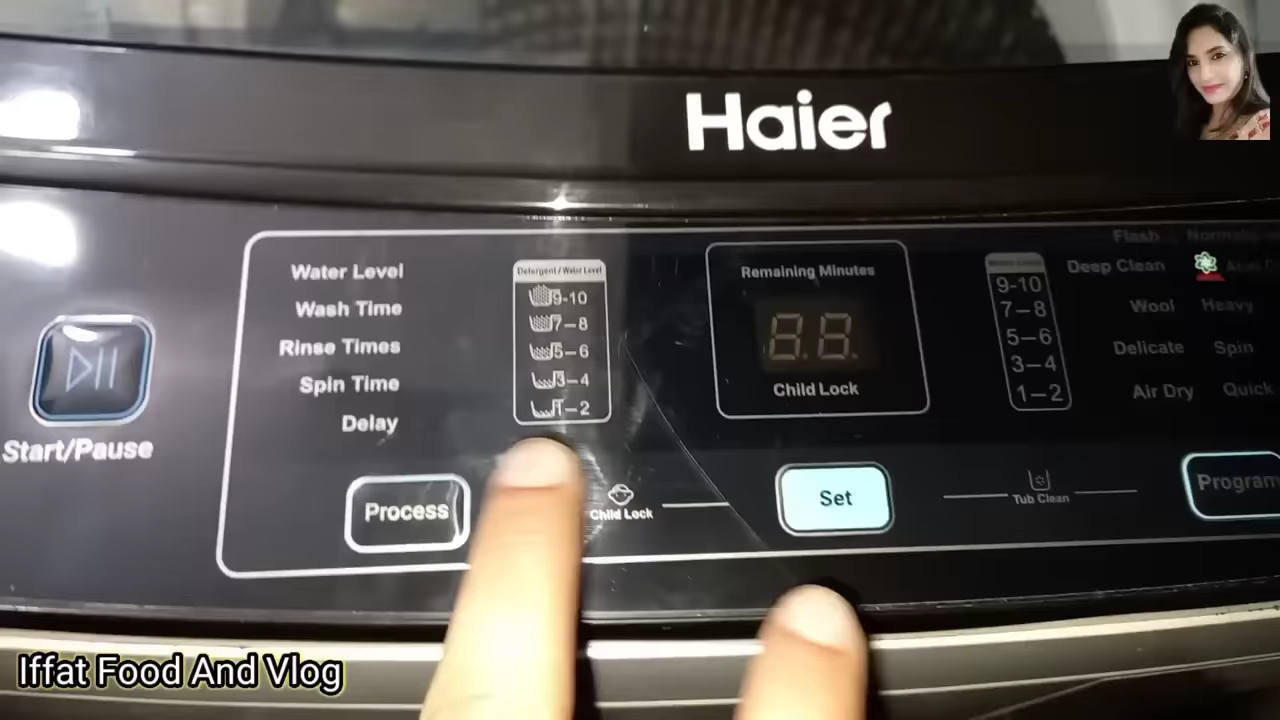 Haier
Water Level
Wash Time
Rinse Times
Spin Time
Delay
Detergent/Water Level
9-10
7-8
5-6
3-4
1-2
Remaining Minutes
88
Child Lock
9-10
7-8
5-6
3-4
1-2
Flash
Deep Clean
Wool Heavy
Delicate Spin
Air Dry Quick
Start/Pause
Process
Child Lock
Set
Tub Clean
Program
Iffat Food And Vlog